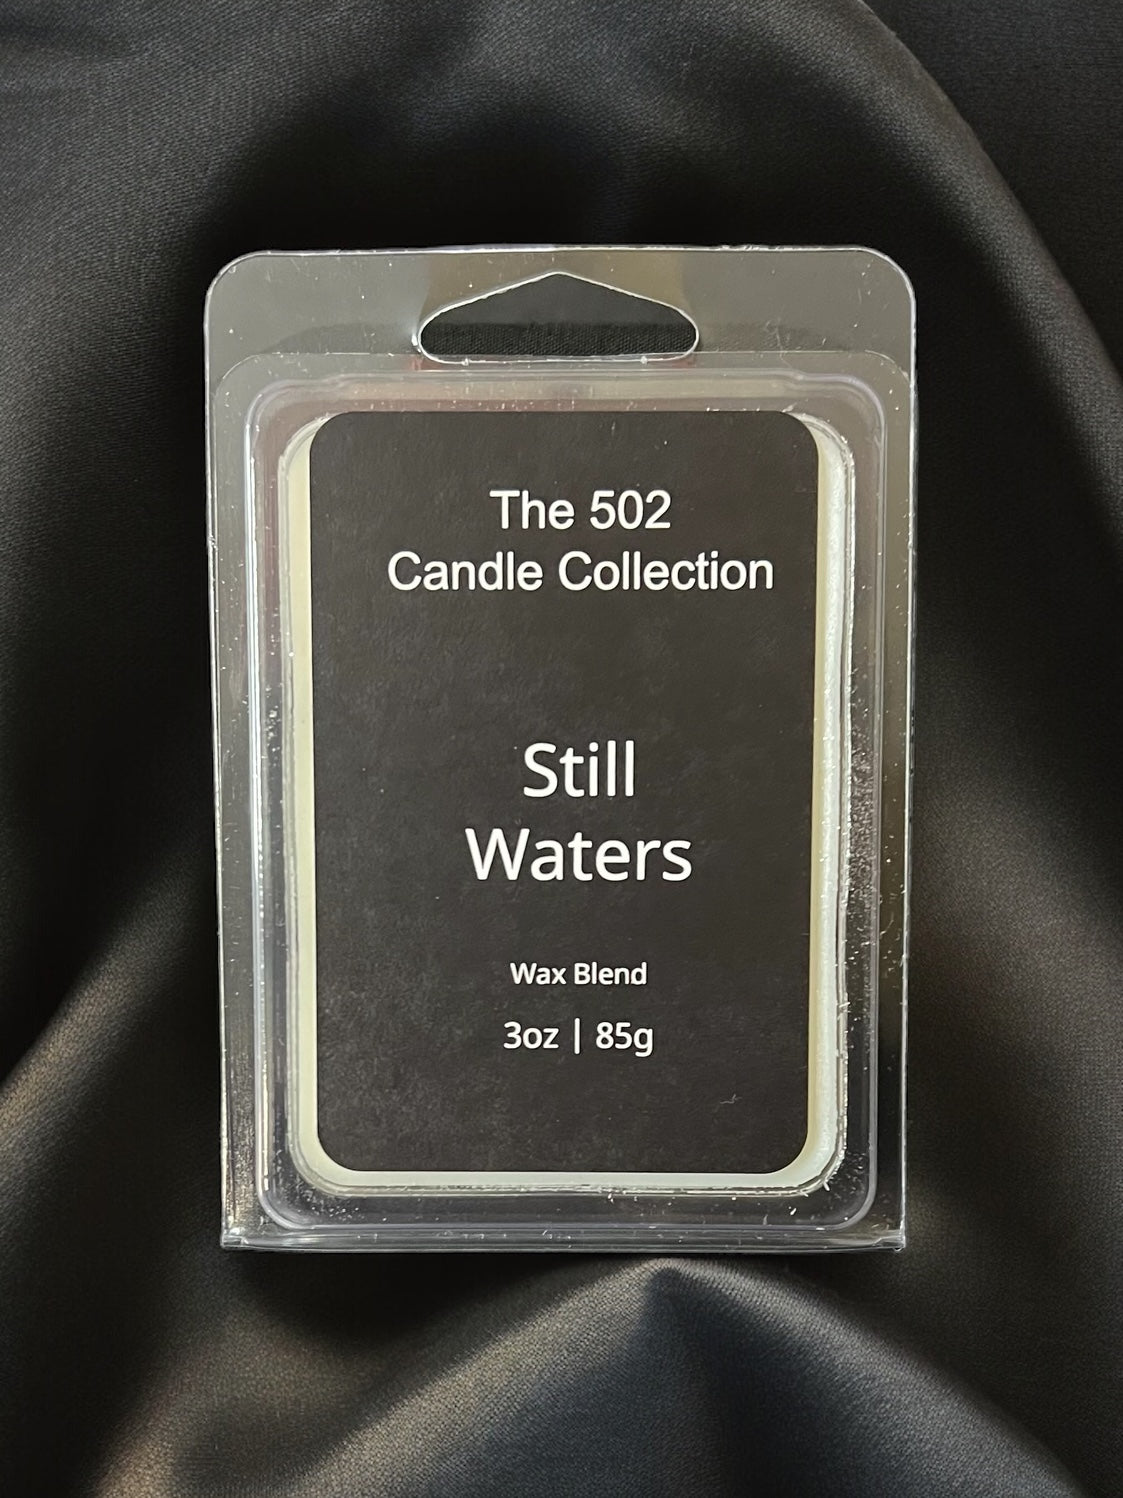 The 502
Candle Collection
Still
Waters
Wax Blend
3oz | 85g